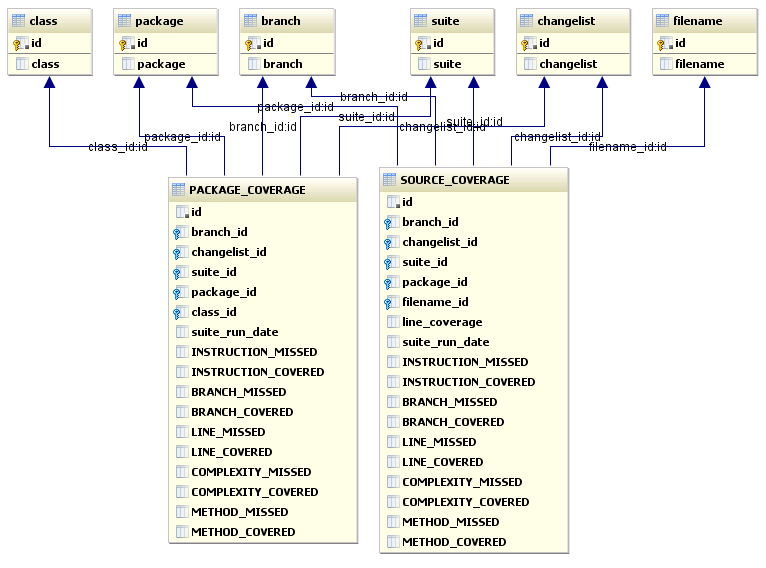 class
id
class
package
id
package
branch
id
branch
suite
id
suite
changelist
id
changelist
filename
id
filename
branch_id:id
package_id:id
suite_id:id
suite_id:id
branch_id:id
changelist_id:id
package_id:id
changelist_id:id
class_id:id
filename_id:id
PACKAGE_COVERAGE
id
branch_id
changelist_id
suite_id
package_id
class_id
suite_run_date
INSTRUCTION_MISSED
INSTRUCTION_COVERED
BRANCH_MISSED
BRANCH_COVERED
LINE_MISSED
LINE_COVERED
COMPLEXITY_MISSED
COMPLEXITY_COVERED
METHOD_MISSED
METHOD_COVERED
SOURCE_COVERAGE
id
branch_id
changelist_id
suite_id
package_id
filename_id
line_coverage
suite_run_date
INSTRUCTION_MISSED
INSTRUCTION_COVERED
BRANCH_MISSED
BRANCH_COVERED
LINE_MISSED
LINE_COVERED
COMPLEXITY_MISSED
COMPLEXITY_COVERED
METHOD_MISSED
METHOD_COVERED